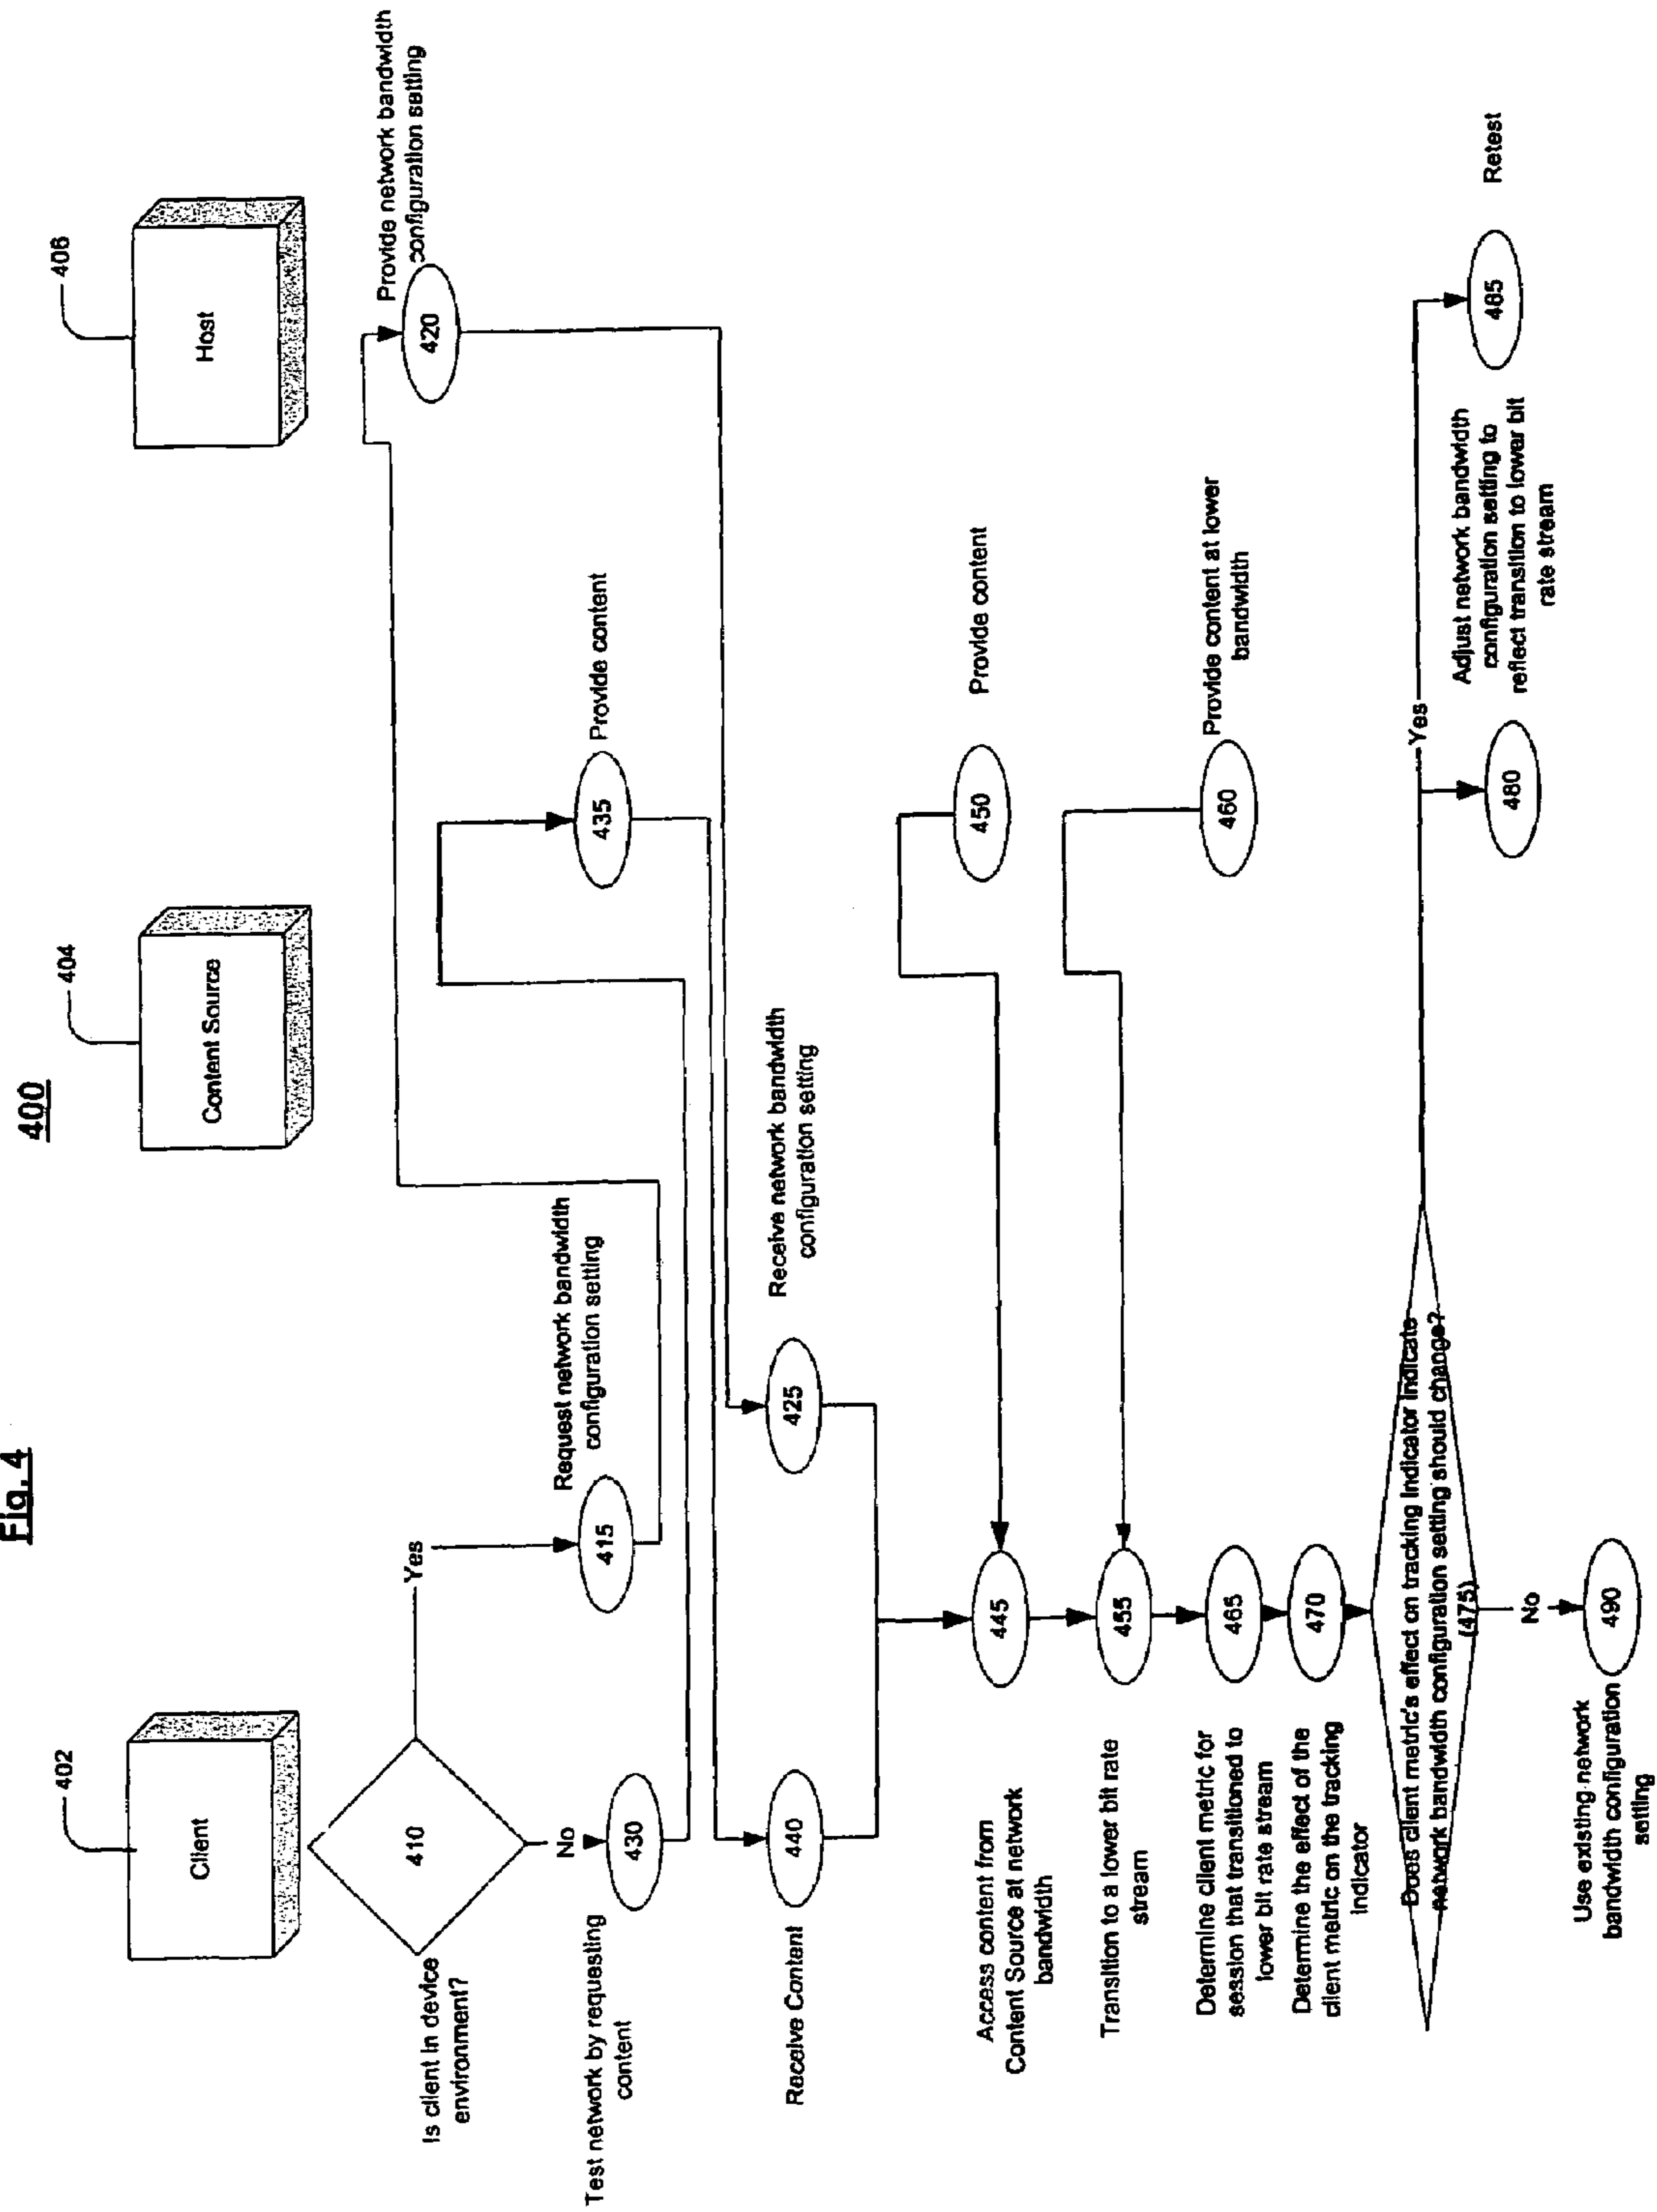 Fig. 4
400
402
Client
404
Content Source
406
Host
Is client in device
environment?
410
Yes
No
Request network bandwidth
configuration setting
415
Provide network bandwidth
configuration setting
420
Test network by requesting
content
430
435
Provide content
Receive Content
440
425
Receive network bandwidth
configuration setting
Access content from
Content Source at network
bandwidth
445
450
Provide content
Transition to a lower bit rate
stream
455
460
Provide content at lower
bandwidth
Determine client metric for
session that transitioned to
lower bit rate stream
465
Determine the effect of the
client metric on the tracking
indicator
470
Does client metric's effect on tracking indicator indicate
network bandwidth configuration setting should change?
(475)
Yes
No
480
Adjust network bandwidth
configuration setting to
reflect transition to lower bit
rate stream
485
Retest
Use existing network
bandwidth configuration
setting
490